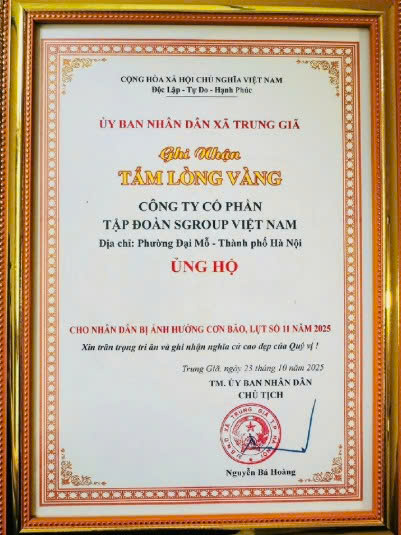 CỘNG HÒA XÃ HỘI CHỦ NGHĨA VIỆT NAM
Độc Lập - Tự Do - Hạnh Phúc
ỦY BAN NHÂN DÂN XÃ TRUNG GIÃ
Ghi Nhận
TẤM LÒNG VÀNG
CÔNG TY CỔ PHẦN
TẬP ĐOÀN SGROUP VIỆT NAM
Địa chỉ: Phường Đại Mỗ - Thành phố Hà Nội
ỦNG HỘ
CHO NHÂN DÂN BỊ ẢNH HƯỞNG CƠN BÃO, LỤT SỐ 11 NĂM 2025
Xin trân trọng tri ân và ghi nhận nghĩa cử cao đẹp của Quý vị !
Trung Giã, ngày 23 tháng 10 năm 2025
TM. ỦY BAN NHÂN DÂN
CHỦ TỊCH
Nguyễn Bá Hoàng